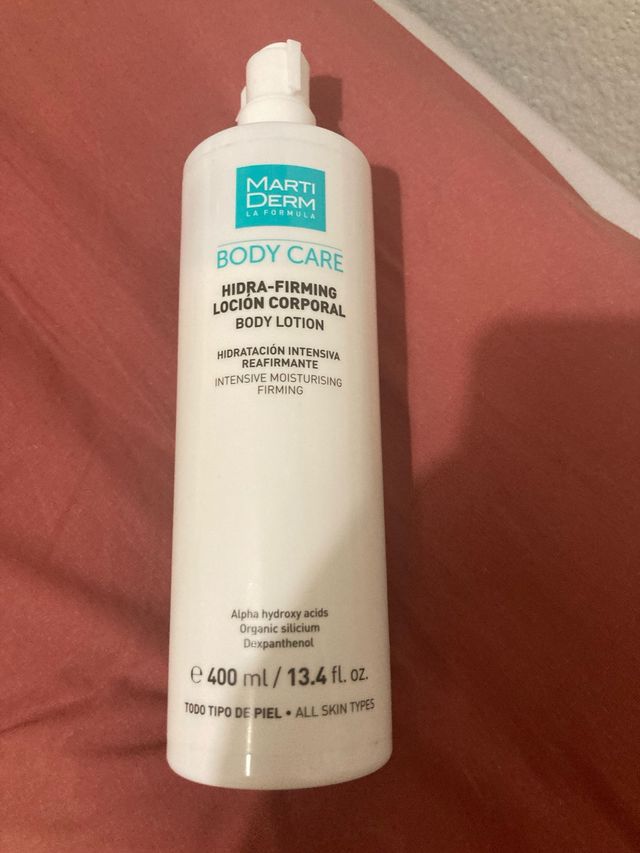 MARTI
DERM
LA FORMULA
BODY CARE
HIDRA-FIRMING
LOCIÓN CORPORAL
BODY LOTION
HIDRATACIÓN INTENSIVA
REAFIRMANTE
INTENSIVE MOISTURISING
FIRMING
Alpha hydroxy acids
Organic silicium
Dexpanthenol
℮ 400 ml / 13.4 fl. oz.
TODO TIPO DE PIEL • ALL SKIN TYPES